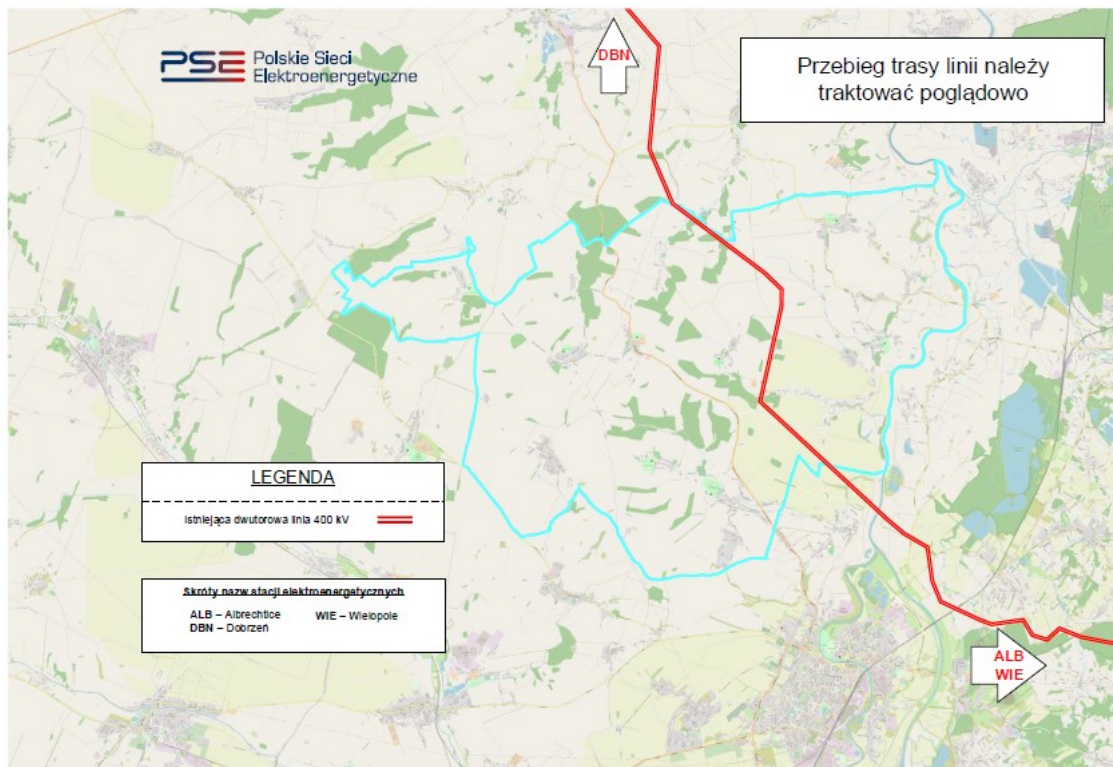 DBN
PSE Polskie Sieci
Elektroenergetyczne
Przebieg trasy linii należy
traktować poglądowo
LEGENDA
Istniejąca dwutorowa linia 400 kV
Skróty nazw stacji elektroenergetycznych
ALB – Albrechtice WIE – Wielopole
DBN – Dobrzeń
ALB
WIE